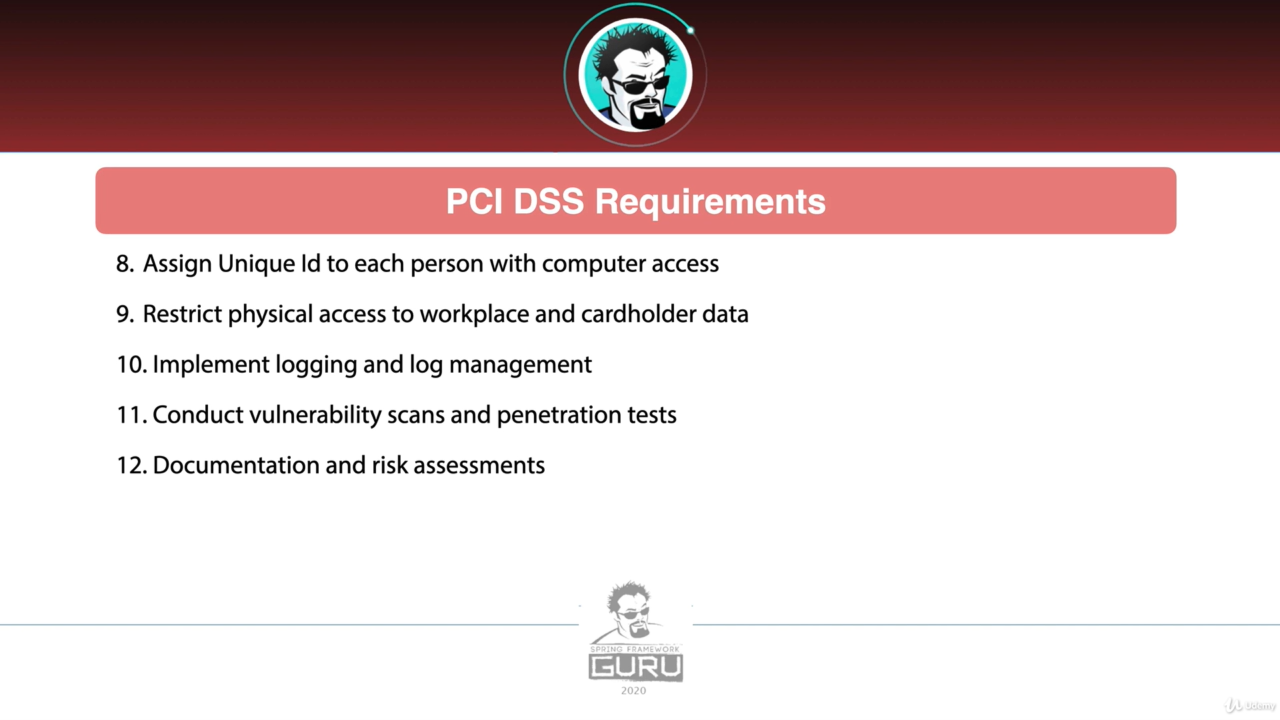 PCI DSS Requirements
8. Assign Unique Id to each person with computer access
9. Restrict physical access to workplace and cardholder data
10. Implement logging and log management
11. Conduct vulnerability scans and penetration tests
12. Documentation and risk assessments
SPRING FRAMEWORK
GURU
2020
Udemy